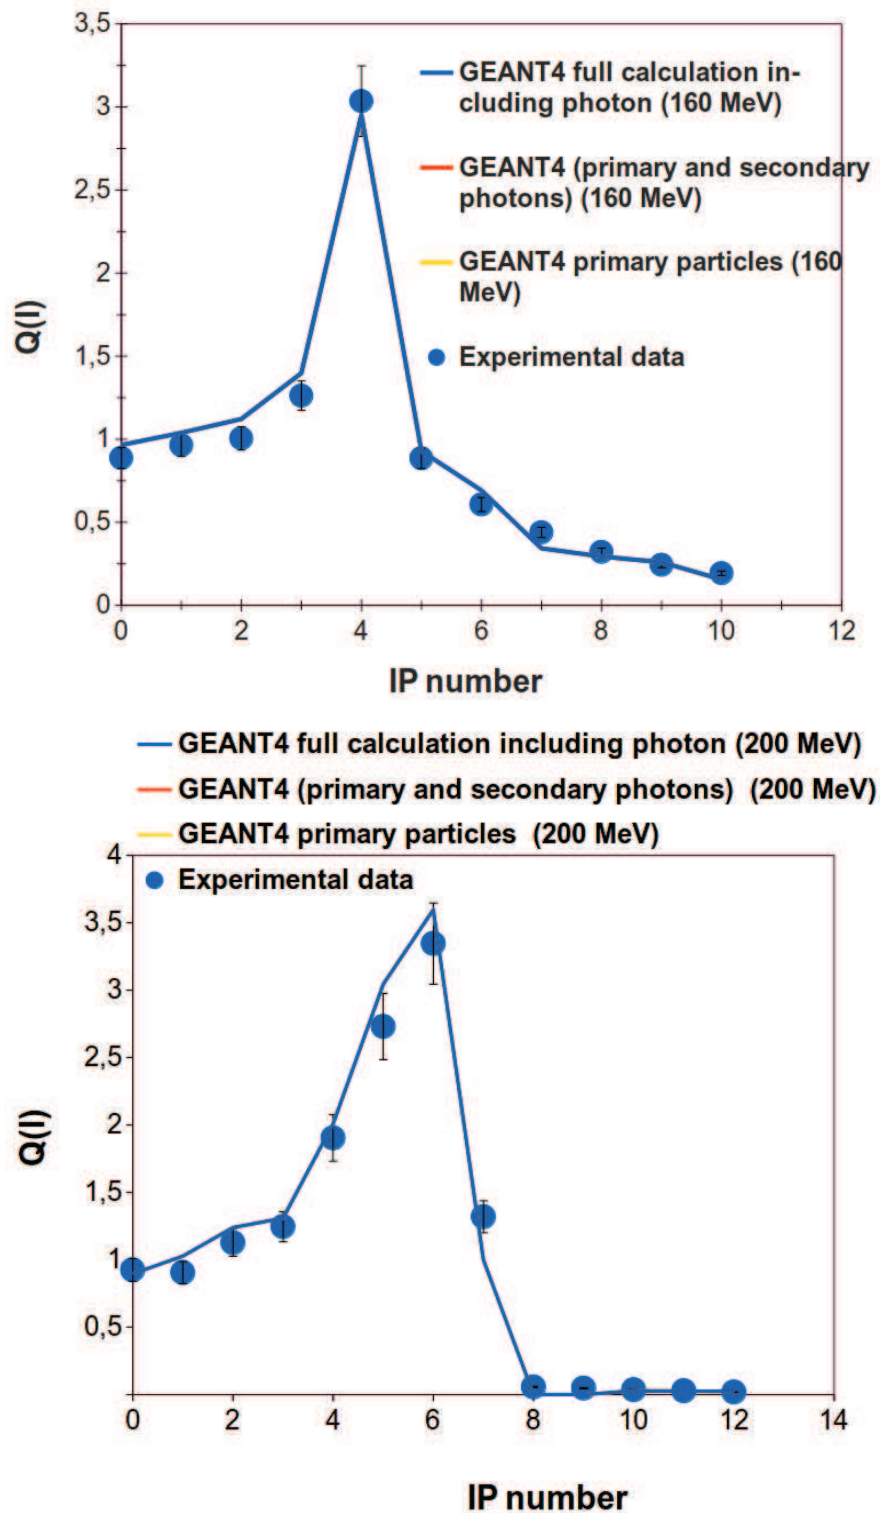 3,5
GEANT4 full calculation in-
cluding photon (160 MeV)
3
GEANT4 (primary and secondary
photons) (160 MeV)
2,5
GEANT4 primary particles (160
MeV)
2
Q(I)
1,5
Experimental data
1
0,5
0
0 2 4 6 8 10 12
IP number
GEANT4 full calculation including photon (200 MeV)
GEANT4 (primary and secondary photons) (200 MeV)
GEANT4 primary particles (200 MeV)
4
Experimental data
3,5
3
2,5
2
Q(I)
1,5
1
0,5
0 2 4 6 8 10 12 14
IP number